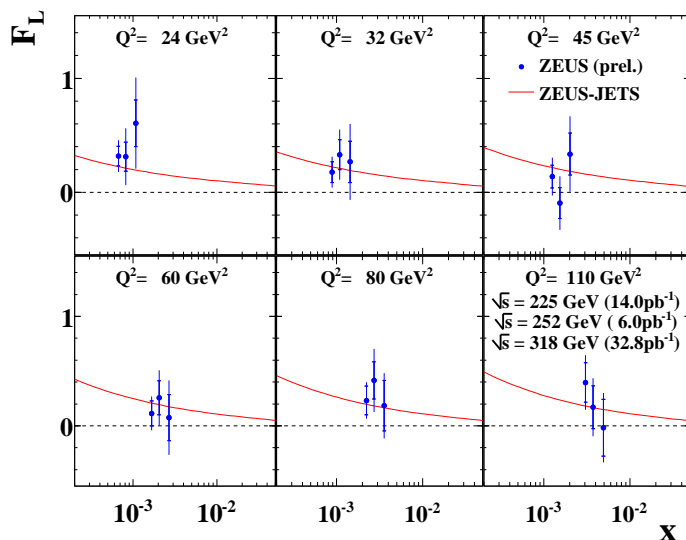 F_L
Q²= 24 GeV²
Q²= 32 GeV²
Q²= 45 GeV²
ZEUS (prel.)
ZEUS-JETS
1
0
Q²= 60 GeV²
Q²= 80 GeV²
Q²= 110 GeV²
√s = 225 GeV (14.0pb⁻¹)
√s = 252 GeV ( 6.0pb⁻¹)
√s = 318 GeV (32.8pb⁻¹)
1
0
10⁻³ 10⁻² 10⁻³ 10⁻² 10⁻³ 10⁻²
x